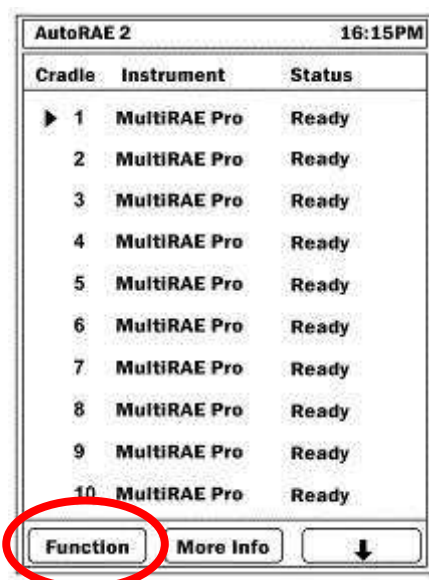 AutoRAE 2 16:15PM
Cradle Instrument Status
1 MultiRAE Pro Ready
2 MultiRAE Pro Ready
3 MultiRAE Pro Ready
4 MultiRAE Pro Ready
5 MultiRAE Pro Ready
6 MultiRAE Pro Ready
7 MultiRAE Pro Ready
8 MultiRAE Pro Ready
9 MultiRAE Pro Ready
10 MultiRAE Pro Ready
Function More Info